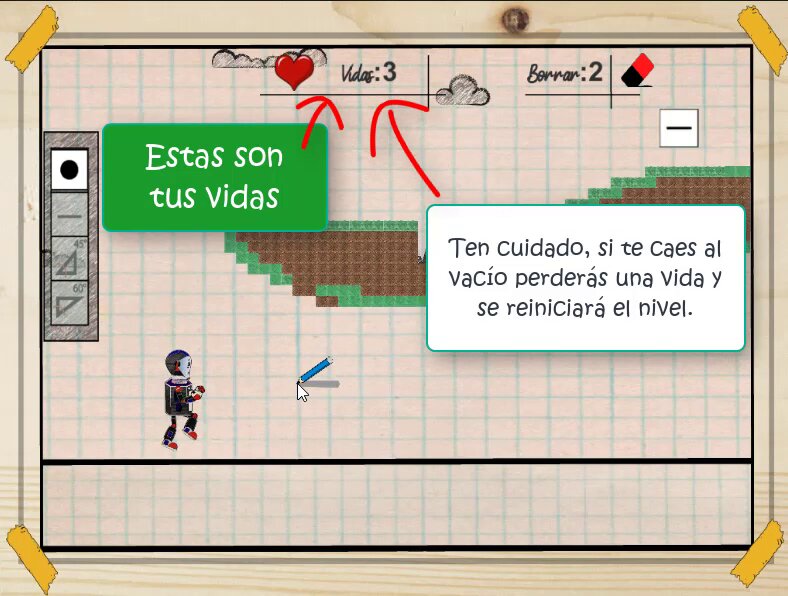 Vidas:3
Borrar:2
Estas son
tus vidas
45°
60°
Ten cuidado, si te caes al
vacío perderás una vida y
se reiniciará el nivel.